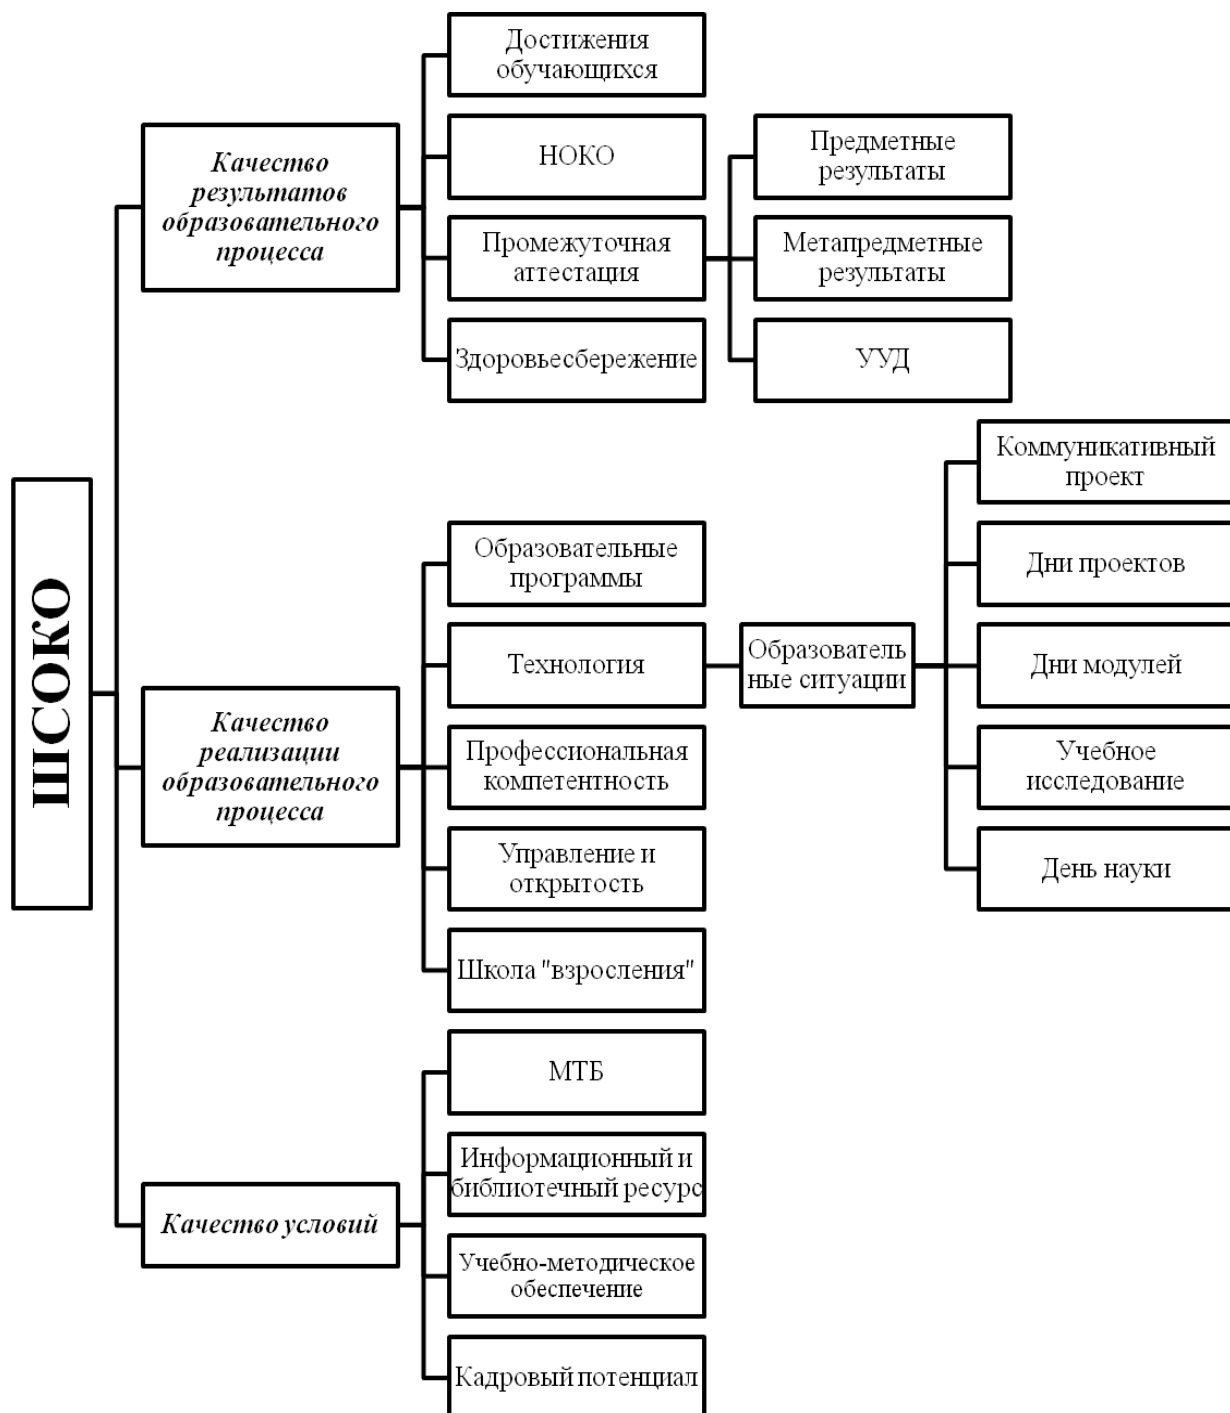 ШСОКО
Качество
результатов
образовательного
процесса
Достижения
обучающихся
НОКО
Промежуточная
аттестация
Здоровьесбережение
Предметные
результаты
Метапредметные
результаты
УУД
Качество
реализации
образовательного
процесса
Образовательные
программы
Технология
Профессиональная
компетентность
Управление и
открытость
Школа "взросления"
Образователь
ные ситуации
Коммуникативный
проект
Дни проектов
Дни модулей
Учебное
исследование
День науки
Качество условий
МТБ
Информационный и
библиотечный ресурс
Учебно-методическое
обеспечение
Кадровый потенциал